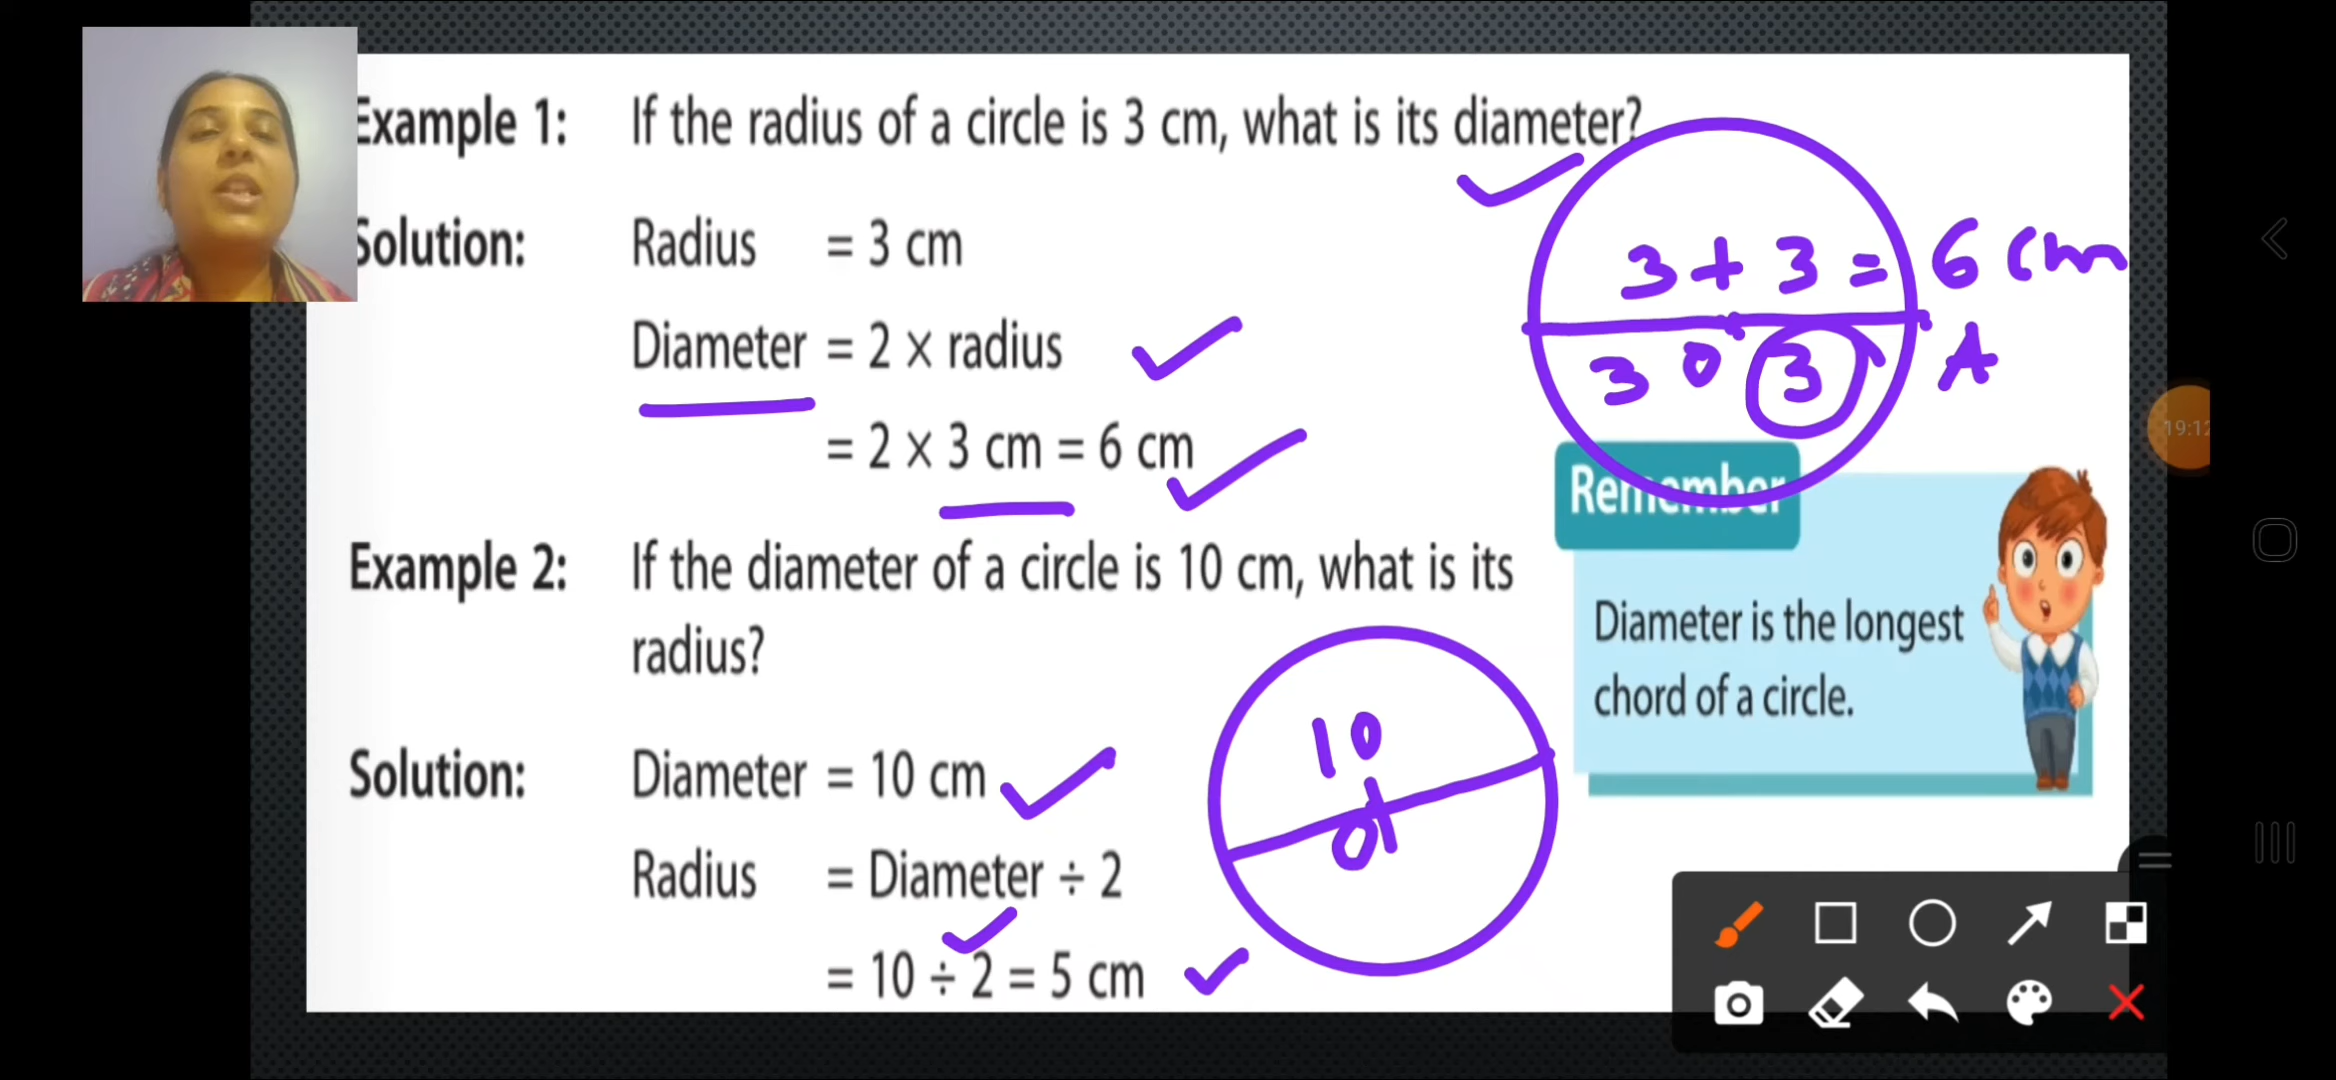 Example 1: If the radius of a circle is 3 cm, what is its diameter?
Solution: Radius = 3 cm
Diameter = 2 × radius
= 2 × 3 cm = 6 cm
3 + 3 = 6 cm
3 O 3 A
Example 2: If the diameter of a circle is 10 cm, what is its
radius?
Solution: Diameter = 10 cm
Radius = Diameter ÷ 2
= 10 ÷ 2 = 5 cm
10
O
Remember
Diameter is the longest
chord of a circle.
19:12